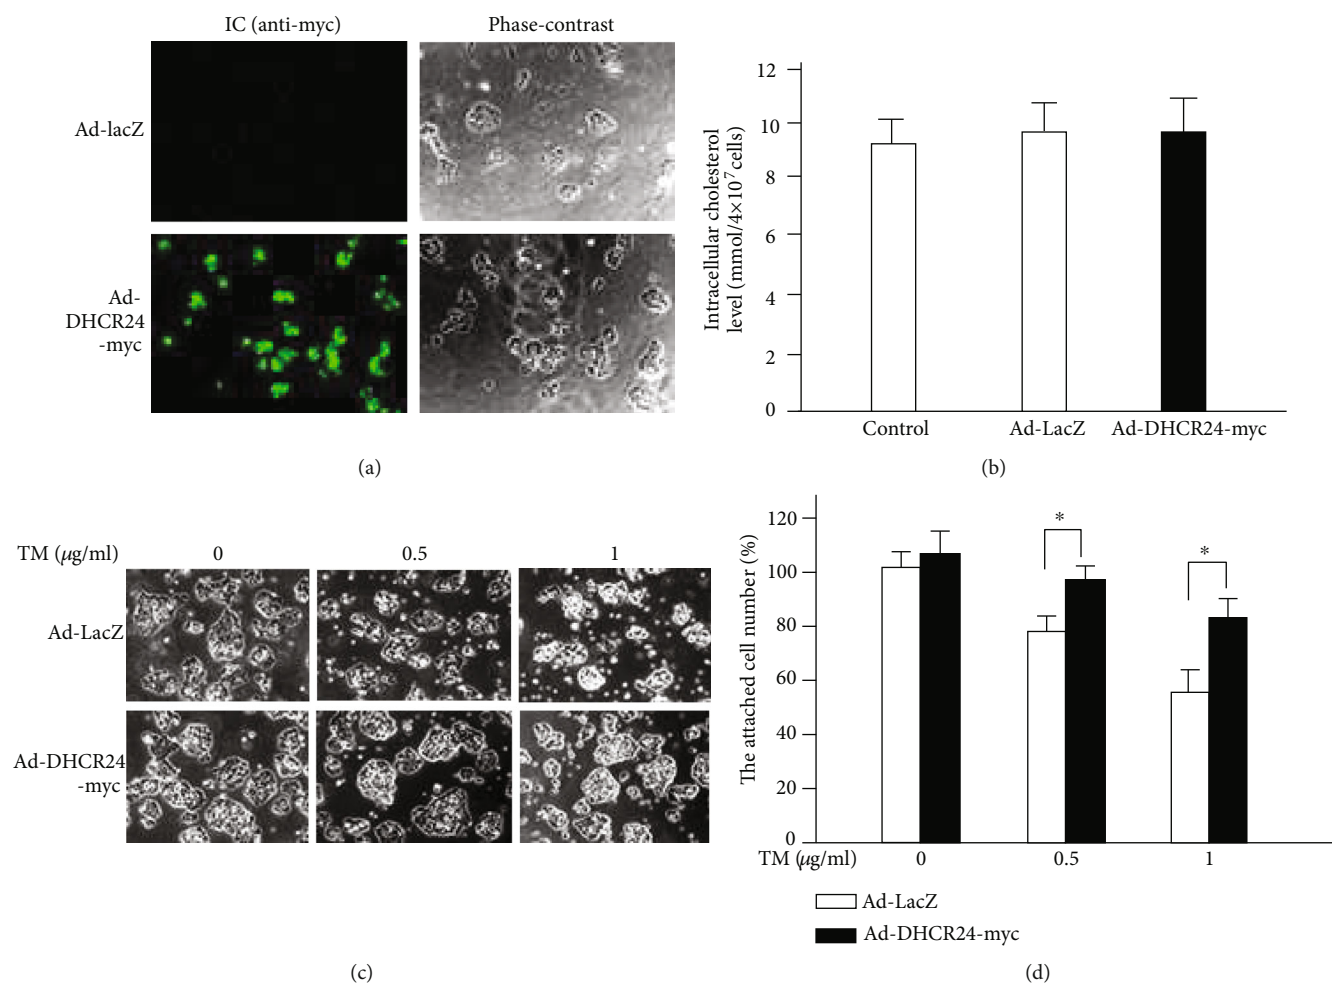 IC (anti-myc)
Phase-contrast
Ad-lacZ
Ad-
DHCR24
-myc
(a)
Intracellular cholesterol
level (mmol/4×10⁷ cells)
12
10
8
6
4
2
0
Control
Ad-LacZ
Ad-DHCR24-myc
(b)
TM (μg/ml)
0
0.5
1
Ad-LacZ
Ad-DHCR24
-myc
(c)
The attached cell number (%)
120
100
80
60
40
20
0
*
*
TM (μg/ml)
0
0.5
1
Ad-LacZ
Ad-DHCR24-myc
(d)